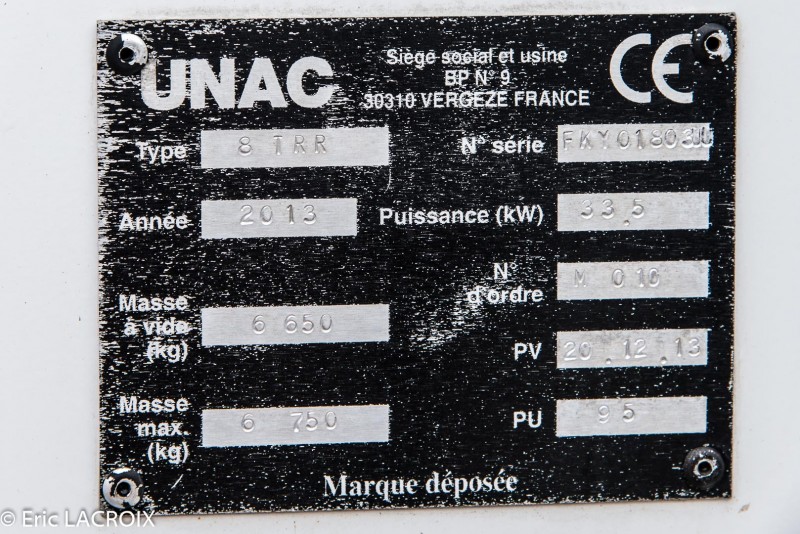 UNAC
Siège social et usine
BP N° 9
30310 VERGEZE FRANCE
CE
Type 8 TRR
N° série
Année 2013
Puissance (kW) 33.5
N° d'ordre M 010
Masse à vide (kg) 6 650
PV 20.12.13
Masse max. (kg) 6 750
PU 95
Marque déposée
© Eric LACROIX